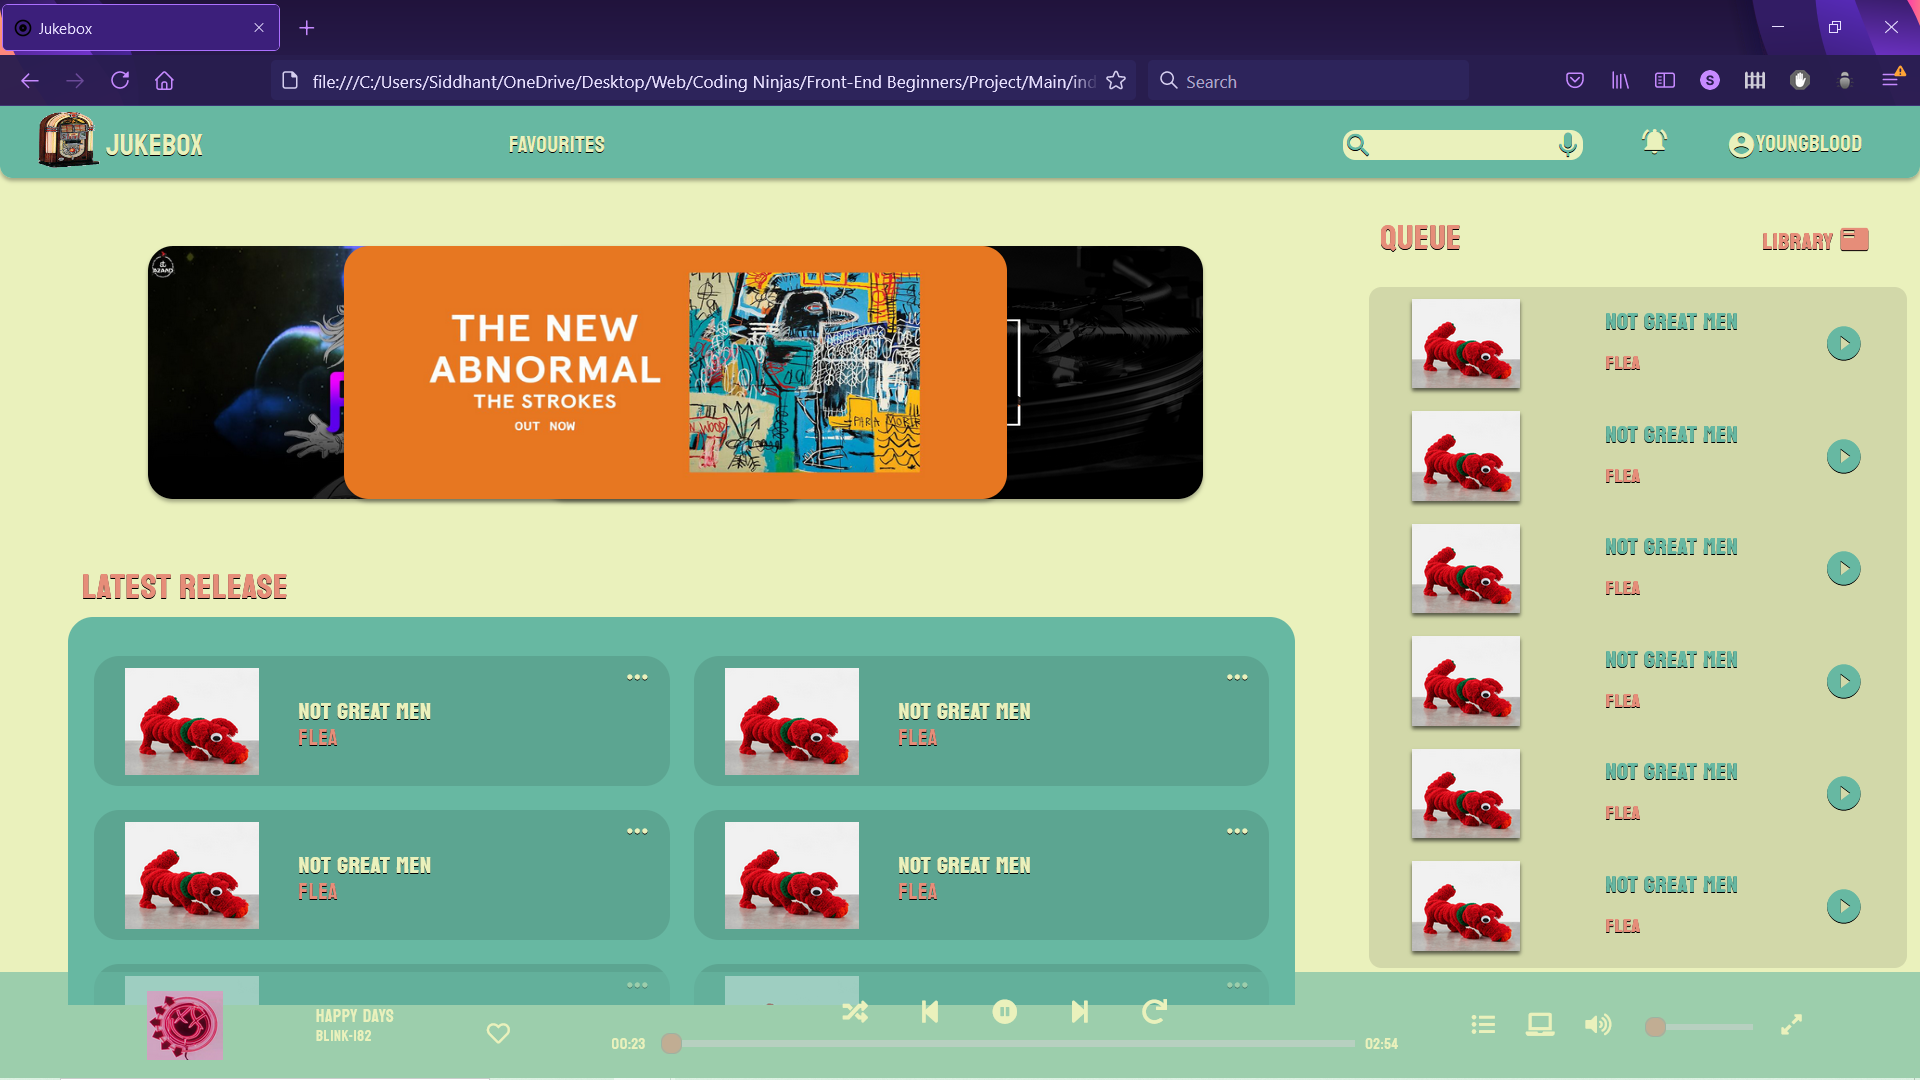 Jukebox
file:///C:/Users/Siddhant/OneDrive/Desktop/Web/Coding Ninjas/Front-End Beginners/Project/Main/ind
Search
S
JUKEBOX
FAVOURITES
YOUNGBLOOD
THE NEW
ABNORMAL
THE STROKES
OUT NOW
QUEUE
LIBRARY
NOT GREAT MEN
FLEA
NOT GREAT MEN
FLEA
NOT GREAT MEN
FLEA
NOT GREAT MEN
FLEA
NOT GREAT MEN
FLEA
NOT GREAT MEN
FLEA
LATEST RELEASE
NOT GREAT MEN
FLEA
NOT GREAT MEN
FLEA
NOT GREAT MEN
FLEA
NOT GREAT MEN
FLEA
HAPPY DAYS
BLINK-182
00:23
02:54